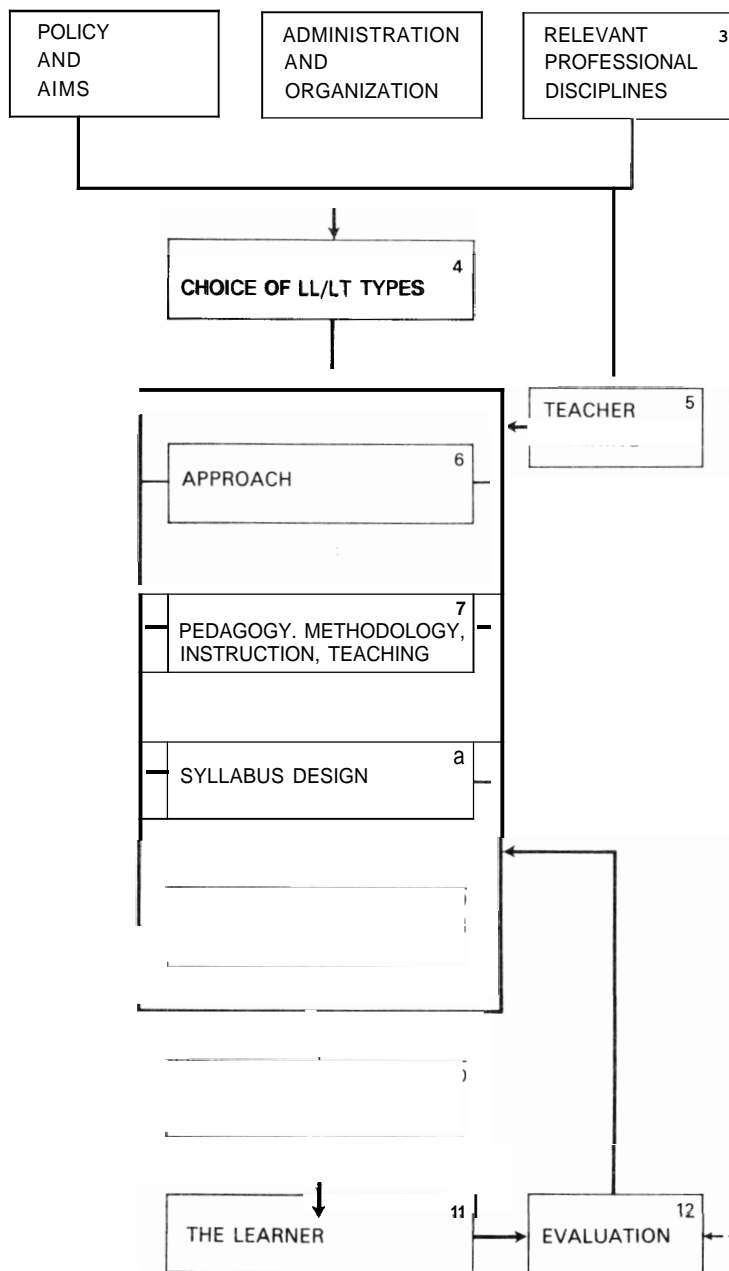 POLICY
AND
AIMS
ADMINISTRATION
AND
ORGANIZATION
RELEVANT 3
PROFESSIONAL
DISCIPLINES
4
CHOICE OF LL/LT TYPES
TEACHER 5
6
APPROACH
7
PEDAGOGY. METHODOLOGY,
INSTRUCTION, TEACHING
a
SYLLABUS DESIGN
11
THE LEARNER
12
EVALUATION